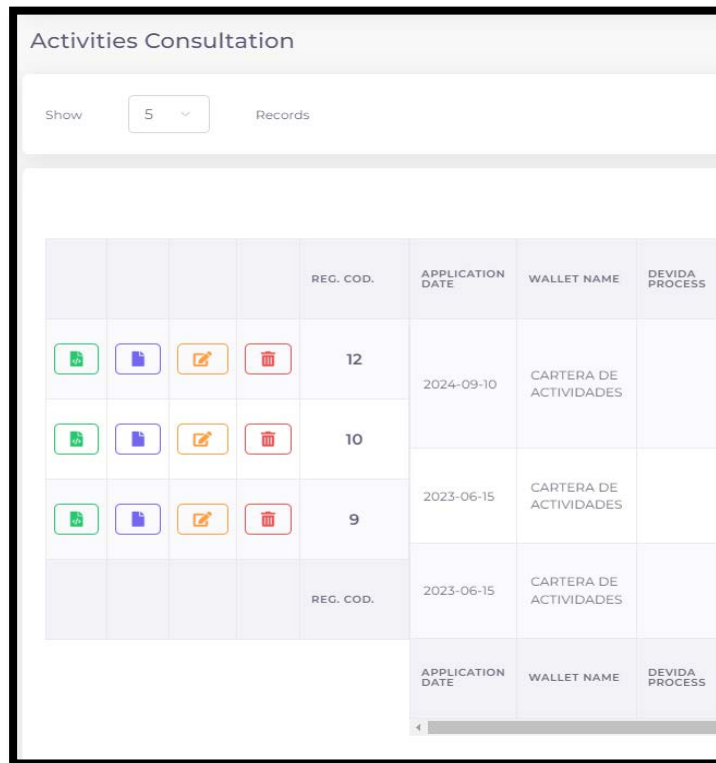 Activities Consultation
Show 5 Records
REG. COD. APPLICATION DATE WALLET NAME DEVIDA PROCESS
12 2024-09-10 CARTERA DE ACTIVIDADES
10 2023-06-15 CARTERA DE ACTIVIDADES
9 2023-06-15 CARTERA DE ACTIVIDADES
REG. COD. APPLICATION DATE WALLET NAME DEVIDA PROCESS